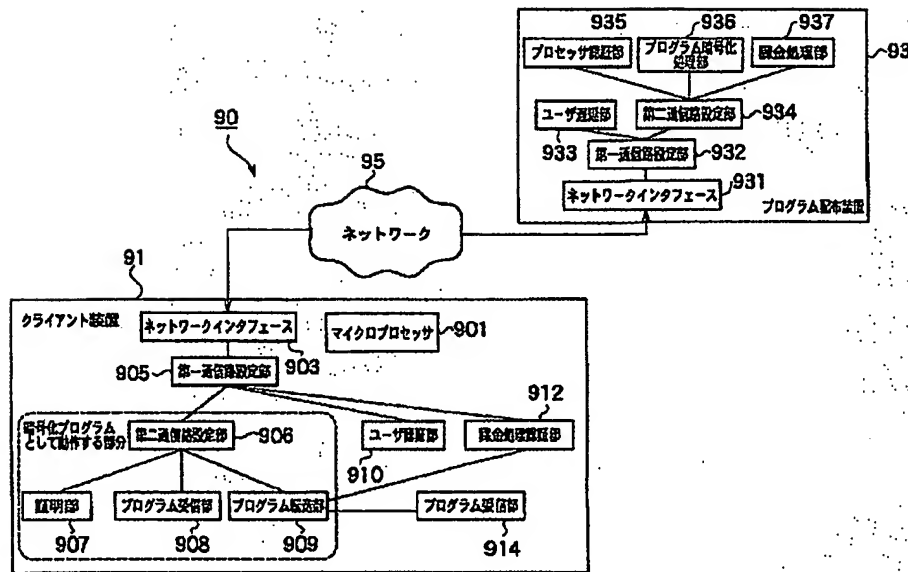 935
936
937
93
プロセッサ認証部
プログラム暗号化
処理部
課金処理部
90
ユーザ認証部
933
第二通信路設定部
934
第一通信路設定部
932
95
ネットワークインタフェース
931
プログラム配布装置
ネットワーク
91
クライアント装置
ネットワークインタフェース
903
マイクロプロセッサ
901
905
第一通信路設定部
912
暗号化プログラム
として動作する部分
第二通信路設定部
906
ユーザ認証部
910
課金処理認証部
証明部
プログラム受信部
プログラム転送部
プログラム受信部
907
908
909
914